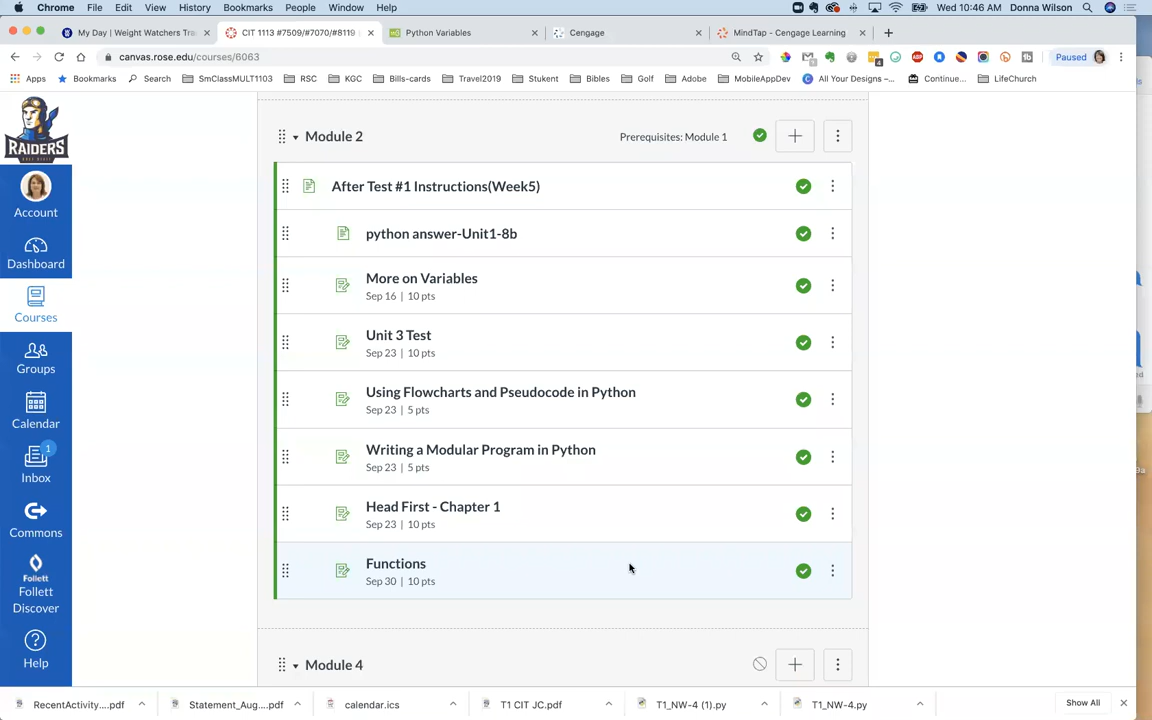 Chrome File Edit View History Bookmarks People Window Help
Wed 10:46 AM Donna Wilson
My Day | Weight Watchers Tra
CIT 1113 #7509/#7070/#8119
Python Variables
Cengage
MindTap - Cengage Learning
canvas.rose.edu/courses/6063
Paused
Apps Bookmarks Search SmClassMULT1103 RSC KGC Bills-cards Travel2019 Stukent Bibles Golf Adobe MobileAppDev All Your Designs –... Continue... LifeChurch
RAIDERS
ROSE STATE
Account
Dashboard
Courses
Groups
Calendar
1
Inbox
Commons
Follett
Follett
Discover
Help
Module 2
Prerequisites: Module 1
After Test #1 Instructions(Week5)
python answer-Unit1-8b
More on Variables
Sep 16 | 10 pts
Unit 3 Test
Sep 23 | 10 pts
Using Flowcharts and Pseudocode in Python
Sep 23 | 5 pts
Writing a Modular Program in Python
Sep 23 | 5 pts
Head First - Chapter 1
Sep 23 | 10 pts
Functions
Sep 30 | 10 pts
Module 4
RecentActivity....pdf
Statement_Aug....pdf
calendar.ics
T1 CIT JC.pdf
T1_NW-4 (1).py
T1_NW-4.py
Show All